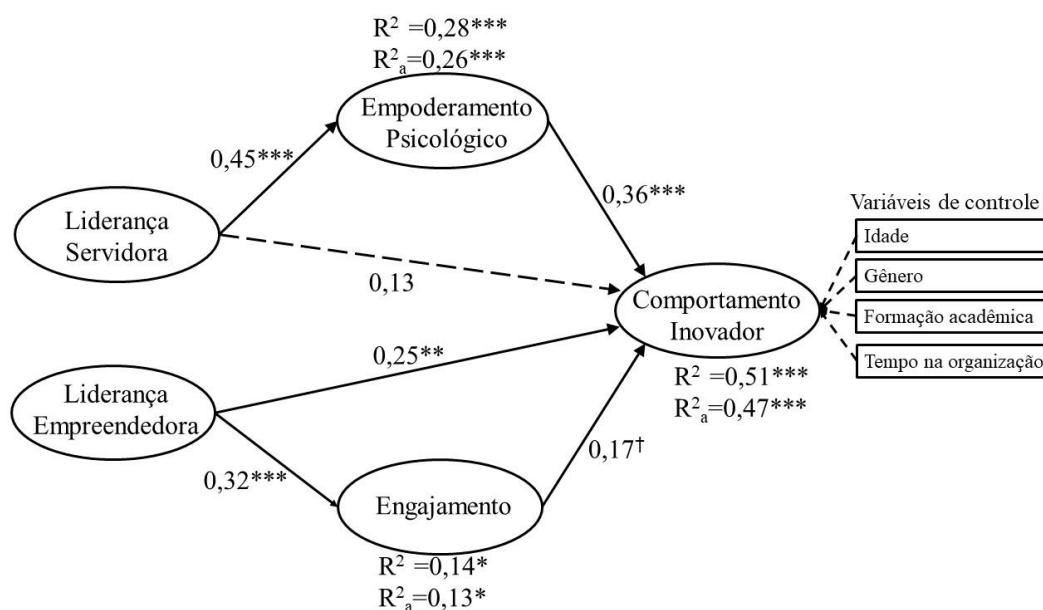 R² =0,28***
R²ₐ=0,26***
Empoderamento
Psicológico
0,45***
0,36***
Liderança
Servidora
0,13
Variáveis de controle
Idade
Gênero
Formação acadêmica
Tempo na organização
Comportamento
Inovador
R² =0,51***
R²ₐ=0,47***
0,25**
Liderança
Empreendedora
0,32***
0,17†
Engajamento
R² =0,14*
R²ₐ=0,13*